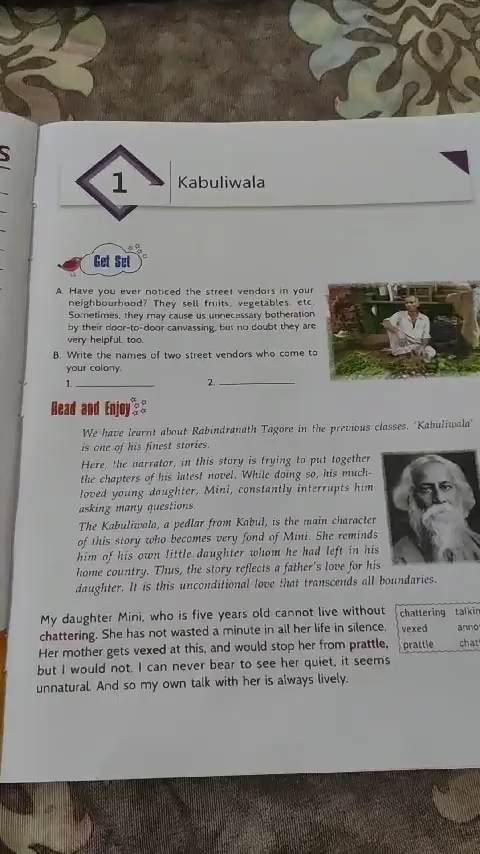 S
1
Kabuliwala
Get Set
A. Have you ever noticed the street vendors in your
neighbourhood? They sell fruits, vegetables, etc.
Sometimes, they may cause us unnecessary botheration
by their door-to-door canvassing, but no doubt they are
very helpful, too.
B. Write the names of two street vendors who come to
your colony.
1. 2.
Read and Enjoy
We have learnt about Rabindranath Tagore in the previous classes. 'Kabuliwala'
is one of his finest stories.
Here, the narrator, in this story is trying to put together
the chapters of his latest novel. While doing so, his much-
loved young daughter, Mini, constantly interrupts him
asking many questions.
The Kabuliwala, a pedlar from Kabul, is the main character
of this story who becomes very fond of Mini. She reminds
him of his own little daughter whom he had left in his
home country. Thus, the story reflects a father's love for his
daughter. It is this unconditional love that transcends all boundaries.
My daughter Mini, who is five years old cannot live without
chattering. She has not wasted a minute in all her life in silence.
Her mother gets vexed at this, and would stop her from prattle,
but I would not. I can never bear to see her quiet, it seems
unnatural. And so my own talk with her is always lively.
chattering talkin
vexed anno
prattle chat